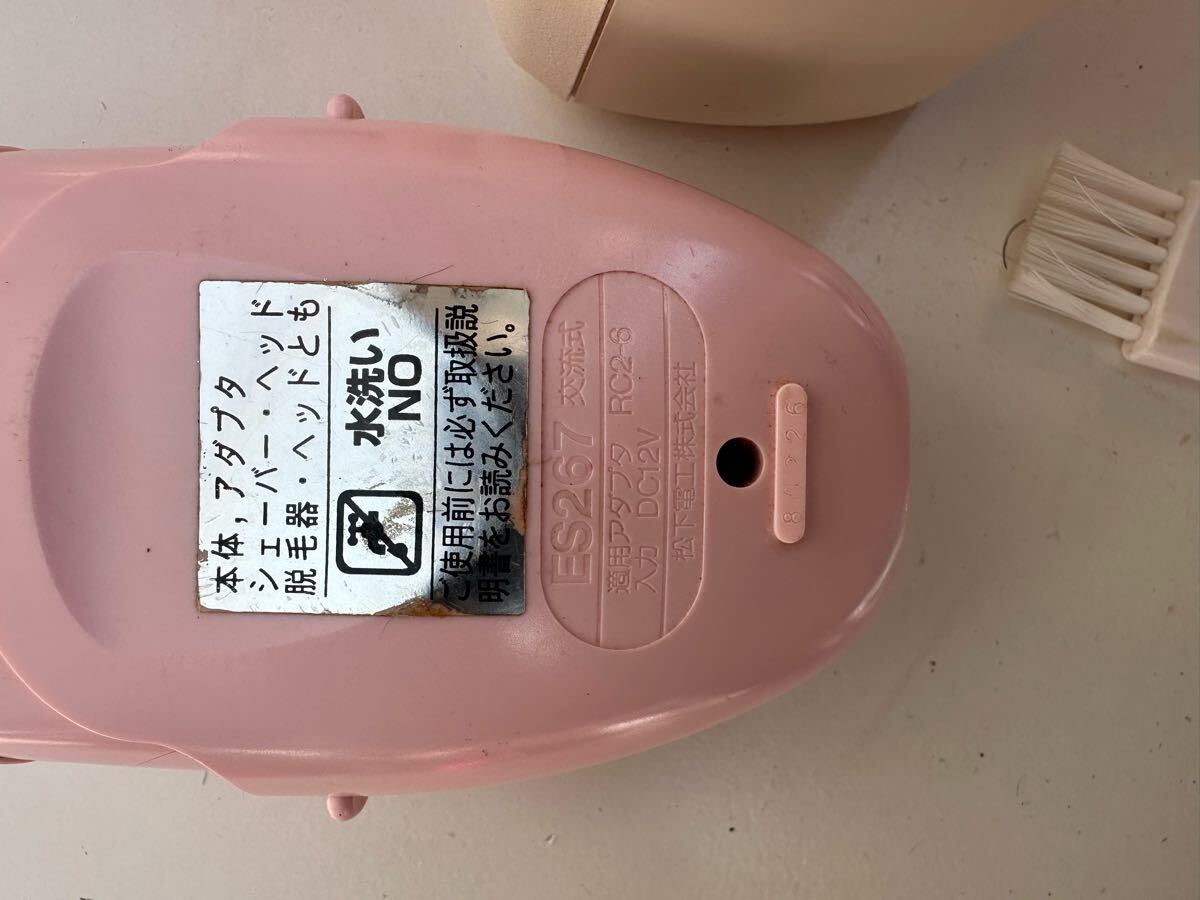 本体，アダプタ
シェーバー・ヘッド
脱毛器・ヘッドとも
水洗い
NO
ご使用前には必ず取扱説
明書をお読みください。
ES267 交流式
適用アダプタ RC2-6
入力 DC12V
松下電工株式会社